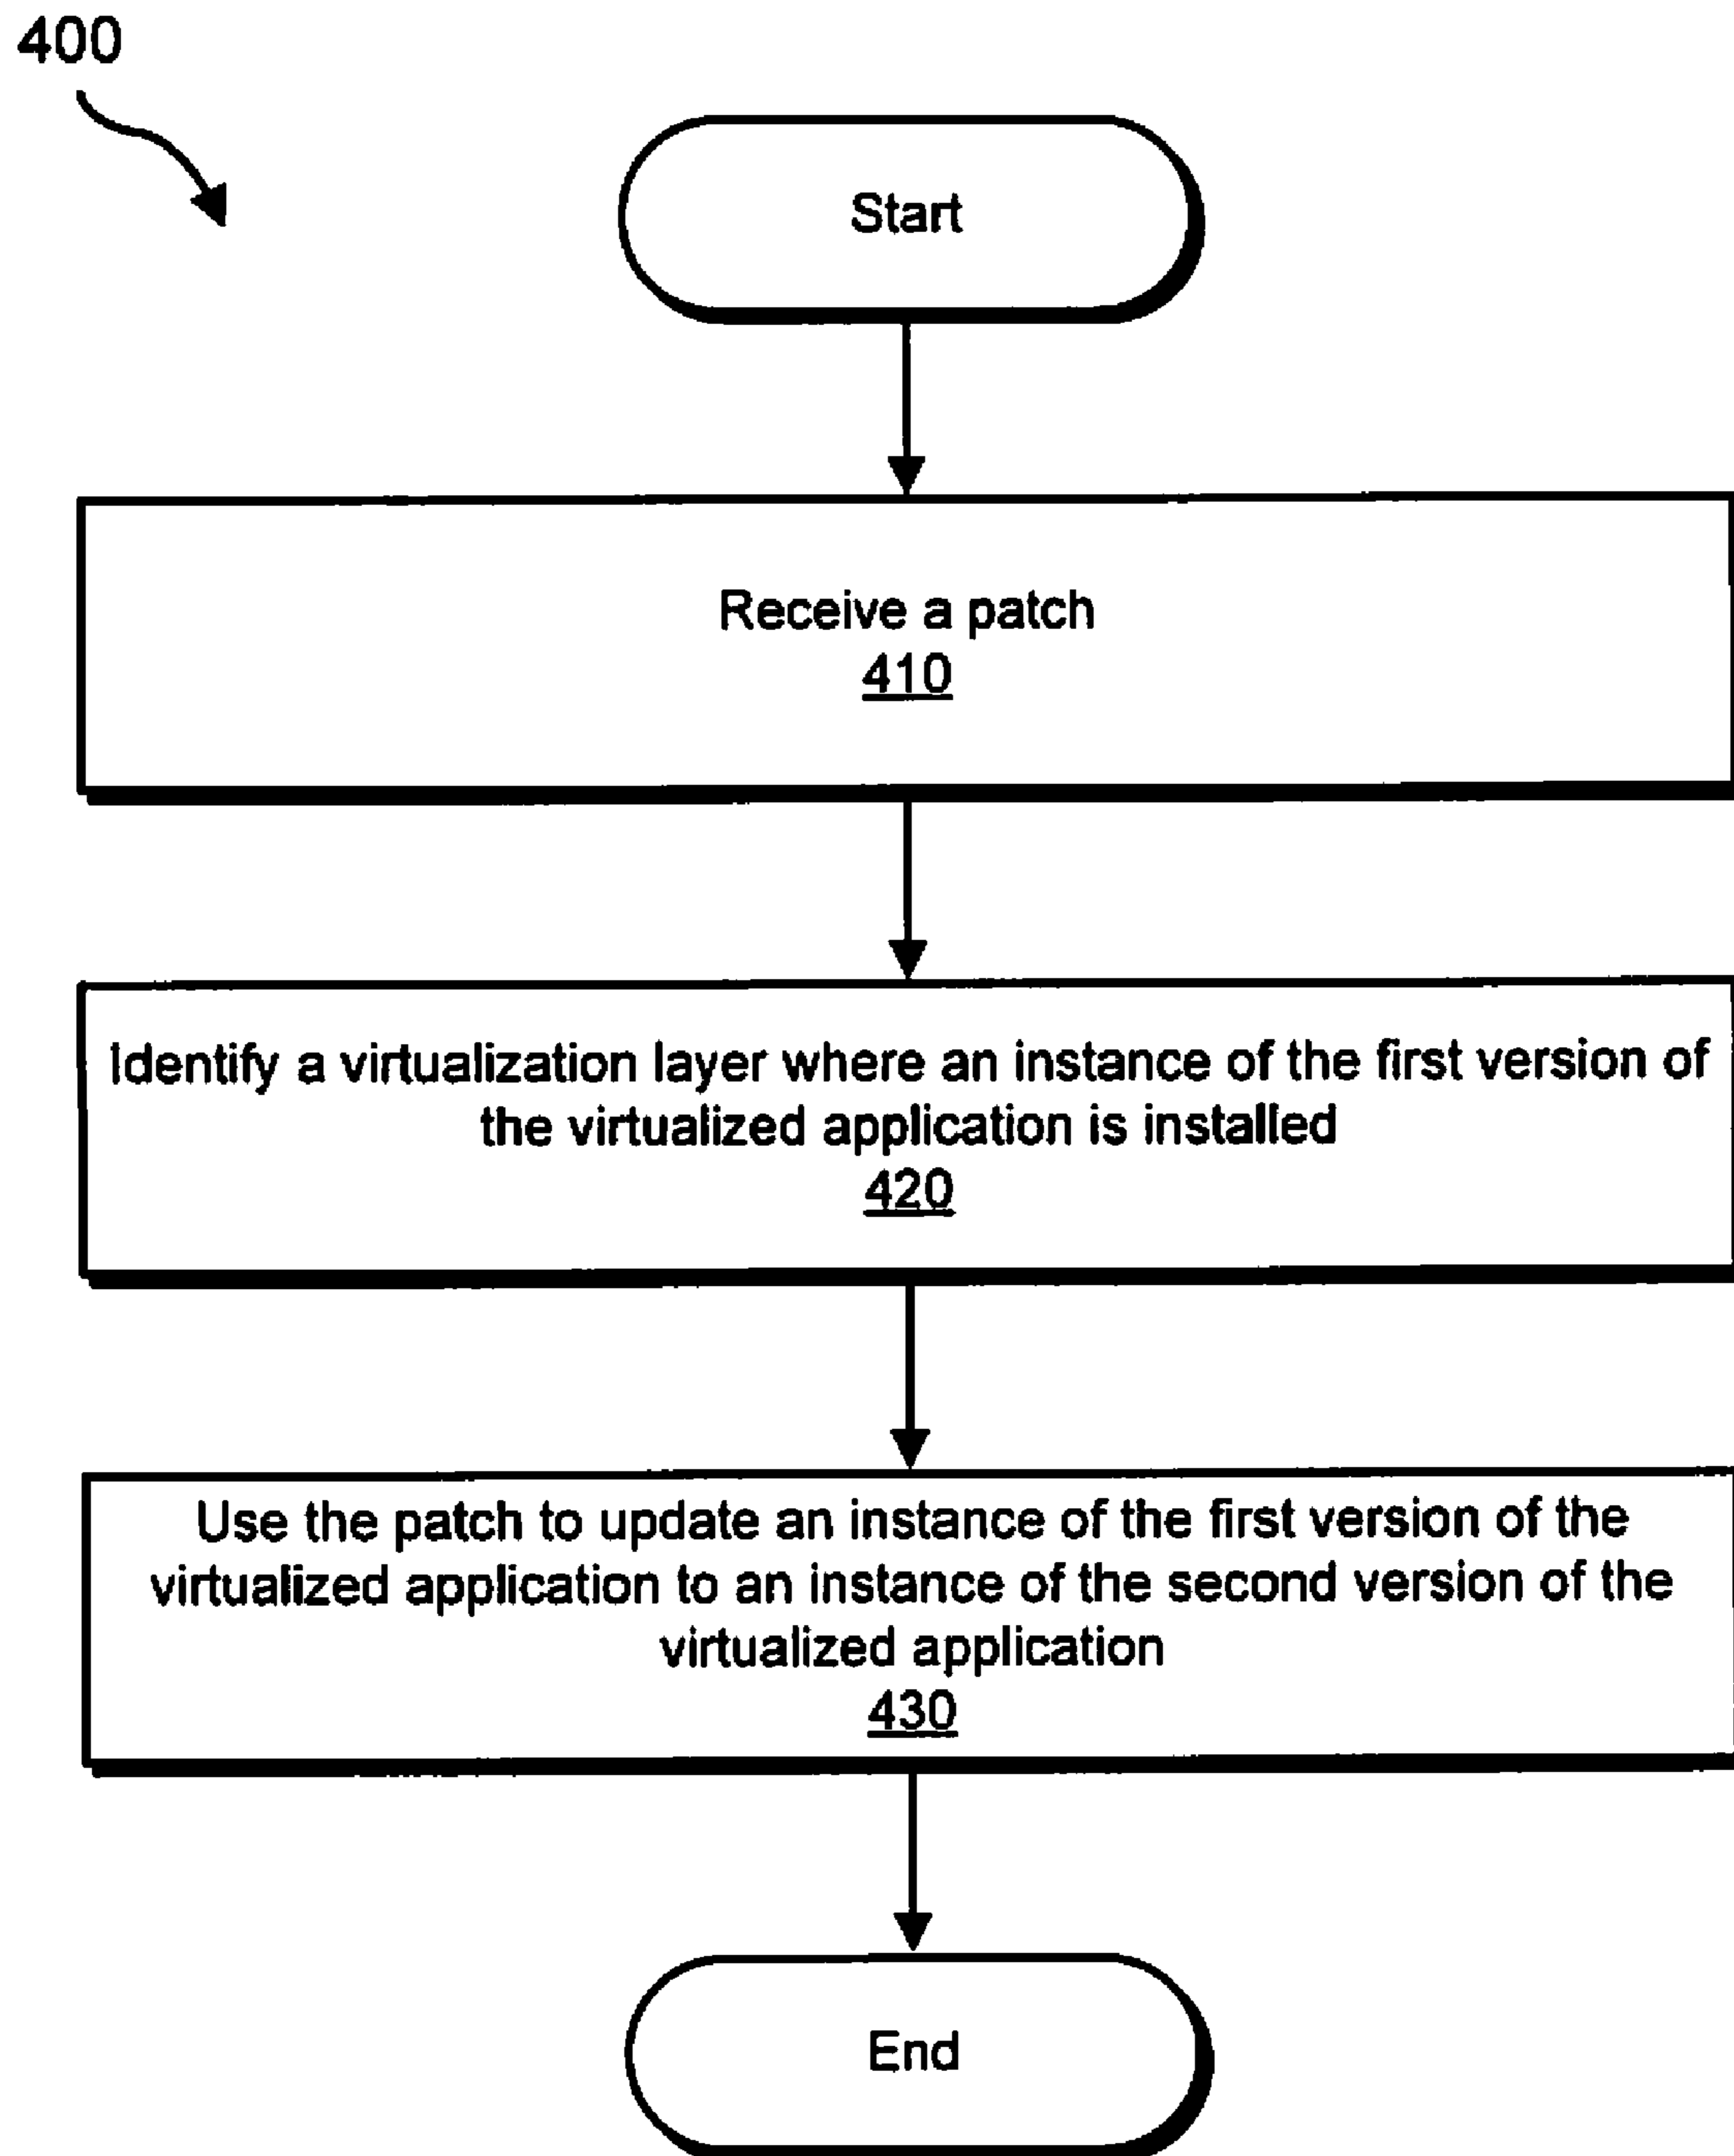 400
Start
Receive a patch
410
Identify a virtualization layer where an instance of the first version of
the virtualized application is installed
420
Use the patch to update an instance of the first version of the
virtualized application to an instance of the second version of the
virtualized application
430
End